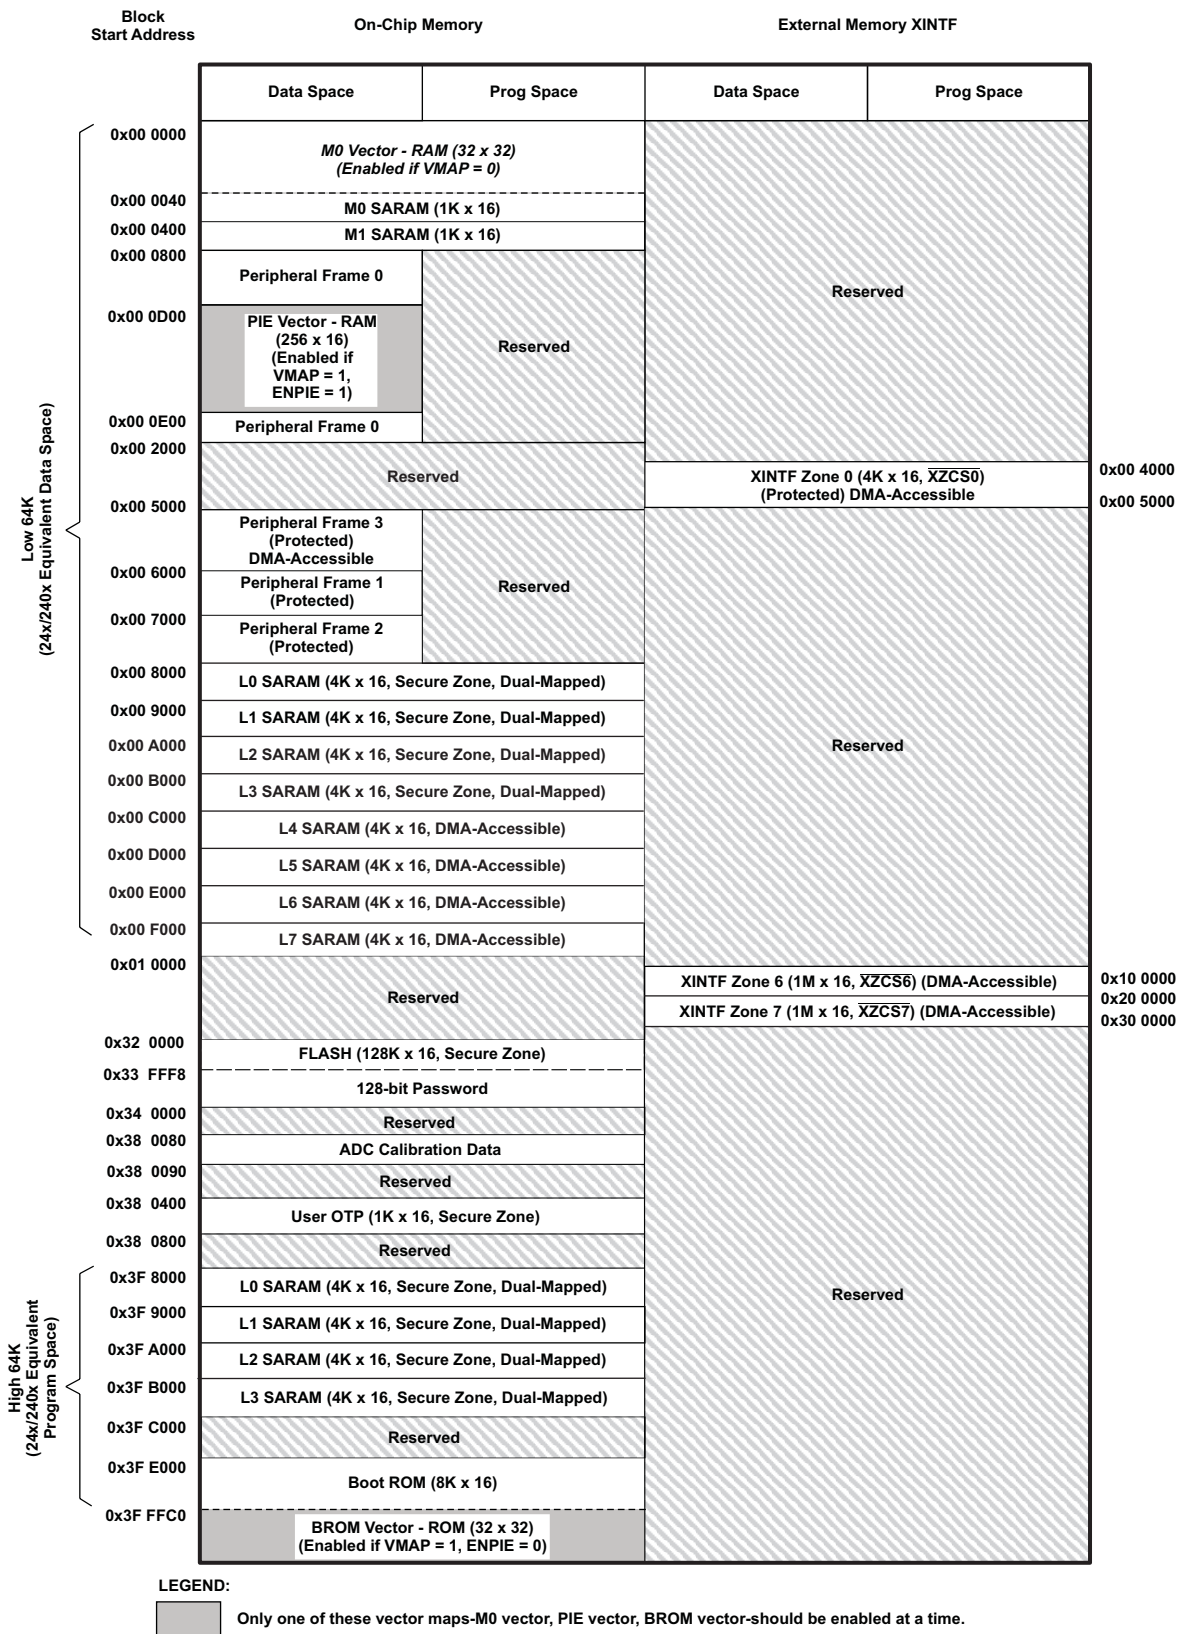 Block
Start Address
On-Chip Memory
External Memory XINTF
Data Space
Prog Space
Data Space
Prog Space
0x00 0000
M0 Vector - RAM (32 x 32)
(Enabled if VMAP = 0)
0x00 0040
M0 SARAM (1K x 16)
0x00 0400
M1 SARAM (1K x 16)
0x00 0800
Peripheral Frame 0
Reserved
0x00 0D00
PIE Vector - RAM
(256 x 16)
(Enabled if
VMAP = 1,
ENPIE = 1)
Reserved
0x00 0E00
Peripheral Frame 0
0x00 2000
Reserved
XINTF Zone 0 (4K x 16, XZCS0)
(Protected) DMA-Accessible
0x00 4000
0x00 5000
0x00 5000
Peripheral Frame 3
(Protected)
DMA-Accessible
0x00 6000
Peripheral Frame 1
(Protected)
Reserved
0x00 7000
Peripheral Frame 2
(Protected)
Low 64K
(24x/240x Equivalent Data Space)
0x00 8000
L0 SARAM (4K x 16, Secure Zone, Dual-Mapped)
0x00 9000
L1 SARAM (4K x 16, Secure Zone, Dual-Mapped)
0x00 A000
L2 SARAM (4K x 16, Secure Zone, Dual-Mapped)
Reserved
0x00 B000
L3 SARAM (4K x 16, Secure Zone, Dual-Mapped)
0x00 C000
L4 SARAM (4K x 16, DMA-Accessible)
0x00 D000
L5 SARAM (4K x 16, DMA-Accessible)
0x00 E000
L6 SARAM (4K x 16, DMA-Accessible)
0x00 F000
L7 SARAM (4K x 16, DMA-Accessible)
0x01 0000
Reserved
XINTF Zone 6 (1M x 16, XZCS6) (DMA-Accessible)
0x10 0000
0x20 0000
XINTF Zone 7 (1M x 16, XZCS7) (DMA-Accessible)
0x30 0000
0x32 0000
FLASH (128K x 16, Secure Zone)
0x33 FFF8
128-bit Password
0x34 0000
Reserved
0x38 0080
ADC Calibration Data
0x38 0090
Reserved
0x38 0400
User OTP (1K x 16, Secure Zone)
0x38 0800
Reserved
0x3F 8000
L0 SARAM (4K x 16, Secure Zone, Dual-Mapped)
Reserved
0x3F 9000
L1 SARAM (4K x 16, Secure Zone, Dual-Mapped)
0x3F A000
L2 SARAM (4K x 16, Secure Zone, Dual-Mapped)
High 64K
(24x/240x Equivalent
Program Space)
0x3F B000
L3 SARAM (4K x 16, Secure Zone, Dual-Mapped)
0x3F C000
Reserved
0x3F E000
Boot ROM (8K x 16)
0x3F FFC0
BROM Vector - ROM (32 x 32)
(Enabled if VMAP = 1, ENPIE = 0)
LEGEND:
Only one of these vector maps-M0 vector, PIE vector, BROM vector-should be enabled at a time.